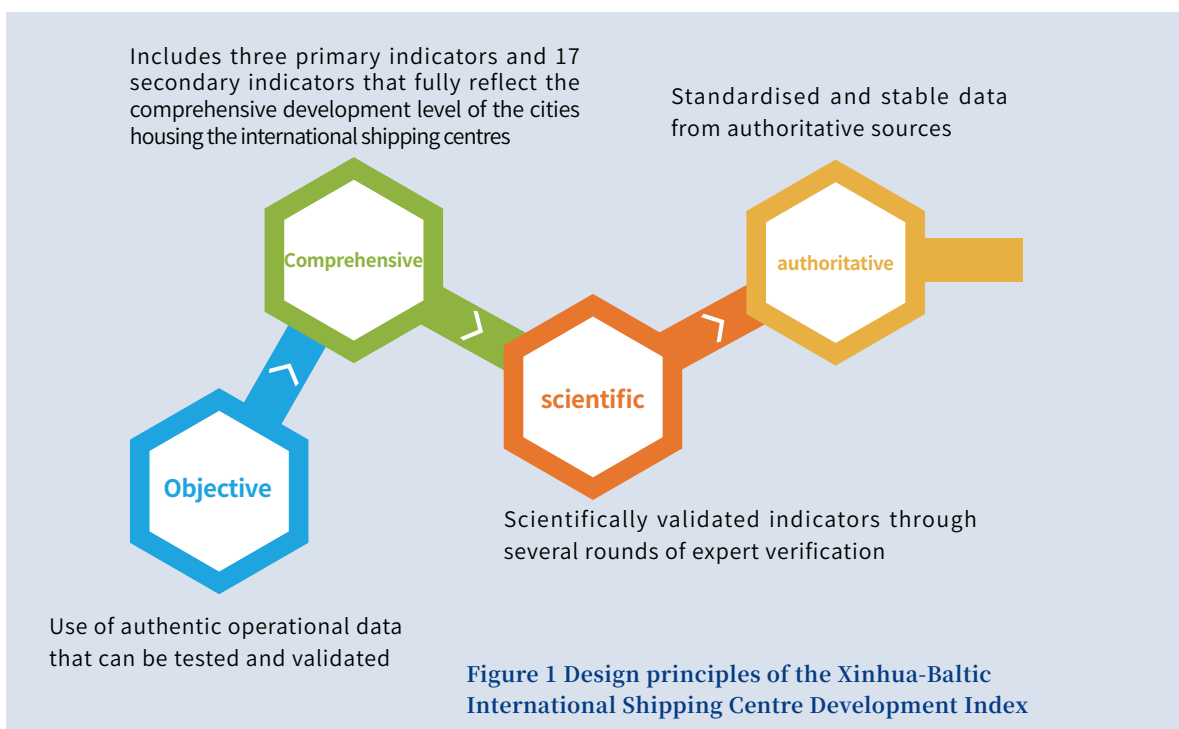 Includes three primary indicators and 17
secondary indicators that fully reflect the
comprehensive development level of the cities
housing the international shipping centres
Standardised and stable data
from authoritative sources
Comprehensive
authoritative
scientific
Objective
Scientifically validated indicators through
several rounds of expert verification
Use of authentic operational data
that can be tested and validated
Figure 1 Design principles of the Xinhua-Baltic
International Shipping Centre Development Index